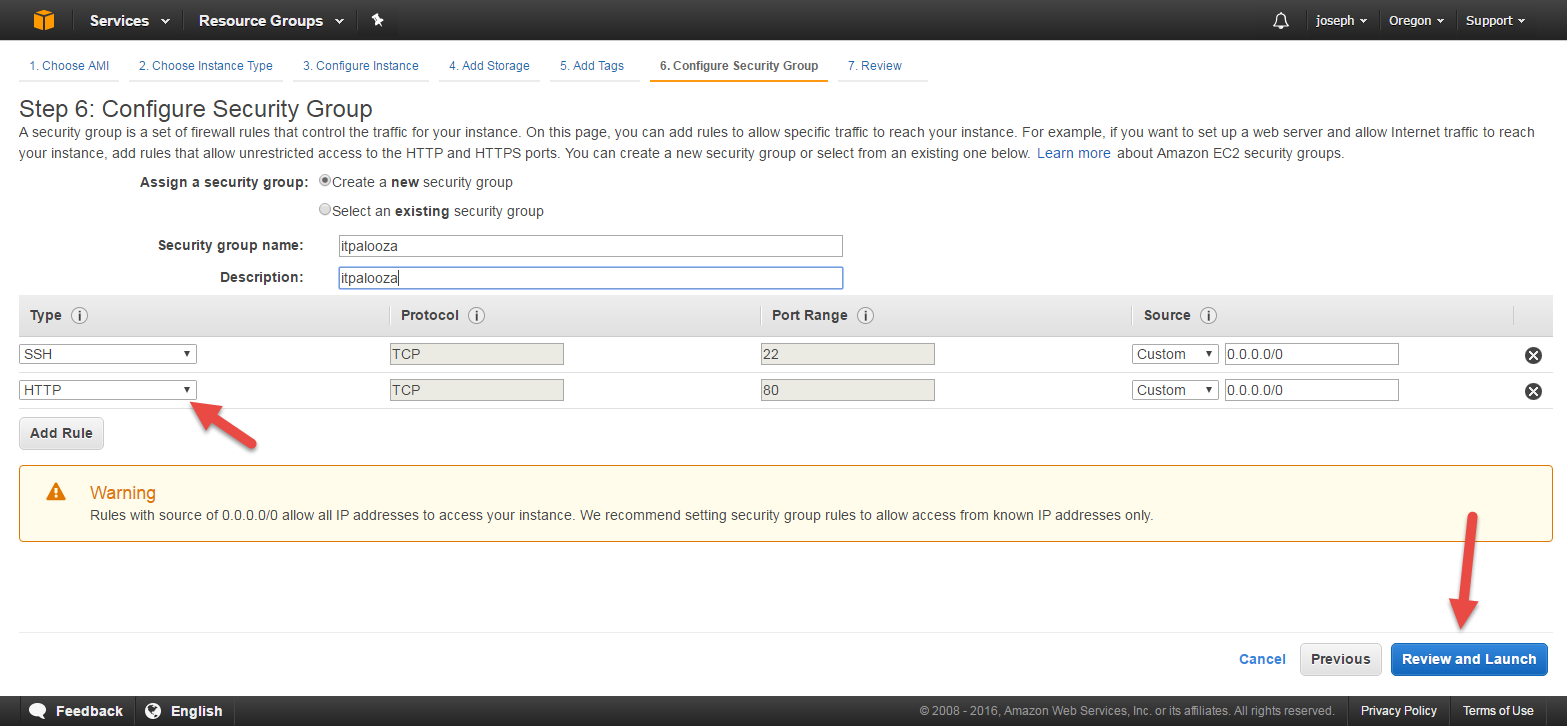 Services Resource Groups joseph Oregon Support
1. Choose AMI 2. Choose Instance Type 3. Configure Instance 4. Add Storage 5. Add Tags 6. Configure Security Group 7. Review
Step 6: Configure Security Group
A security group is a set of firewall rules that control the traffic for your instance. On this page, you can add rules to allow specific traffic to reach your instance. For example, if you want to set up a web server and allow Internet traffic to reach
your instance, add rules that allow unrestricted access to the HTTP and HTTPS ports. You can create a new security group or select from an existing one below. Learn more about Amazon EC2 security groups.
Assign a security group: Create a new security group
Select an existing security group
Security group name: itpalooza
Description: itpalooza
Type i Protocol i Port Range i Source i
SSH TCP 22 Custom 0.0.0.0/0
HTTP TCP 80 Custom 0.0.0.0/0
Add Rule
Warning
Rules with source of 0.0.0.0/0 allow all IP addresses to access your instance. We recommend setting security group rules to allow access from known IP addresses only.
Cancel Previous Review and Launch
Feedback English © 2008 - 2016, Amazon Web Services, Inc. or its affiliates. All rights reserved. Privacy Policy Terms of Use